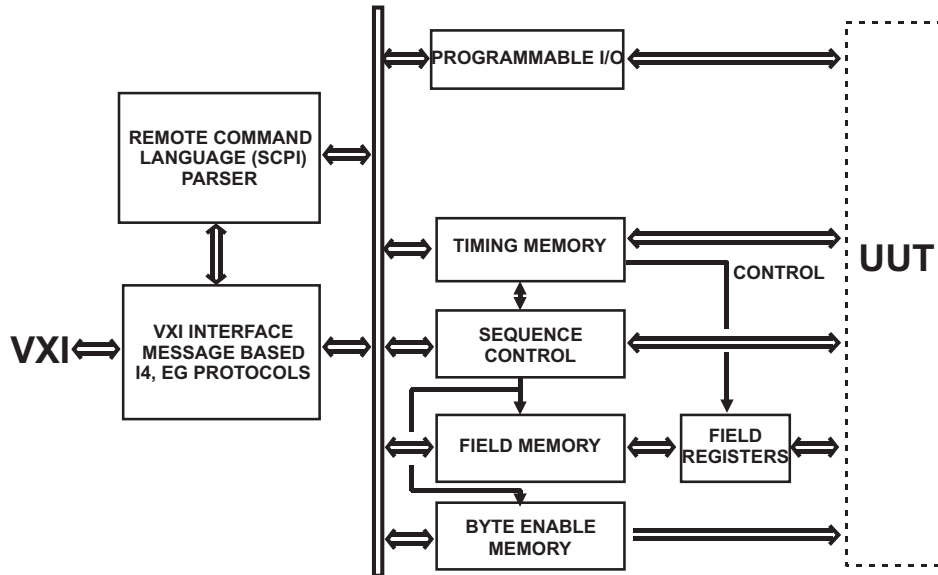 PROGRAMMABLE I/O
REMOTE COMMAND
LANGUAGE (SCPI)
PARSER
TIMING MEMORY
CONTROL
UUT
VXI
VXI INTERFACE
MESSAGE BASED
I4, EG PROTOCOLS
SEQUENCE
CONTROL
FIELD MEMORY
FIELD
REGISTERS
BYTE ENABLE
MEMORY